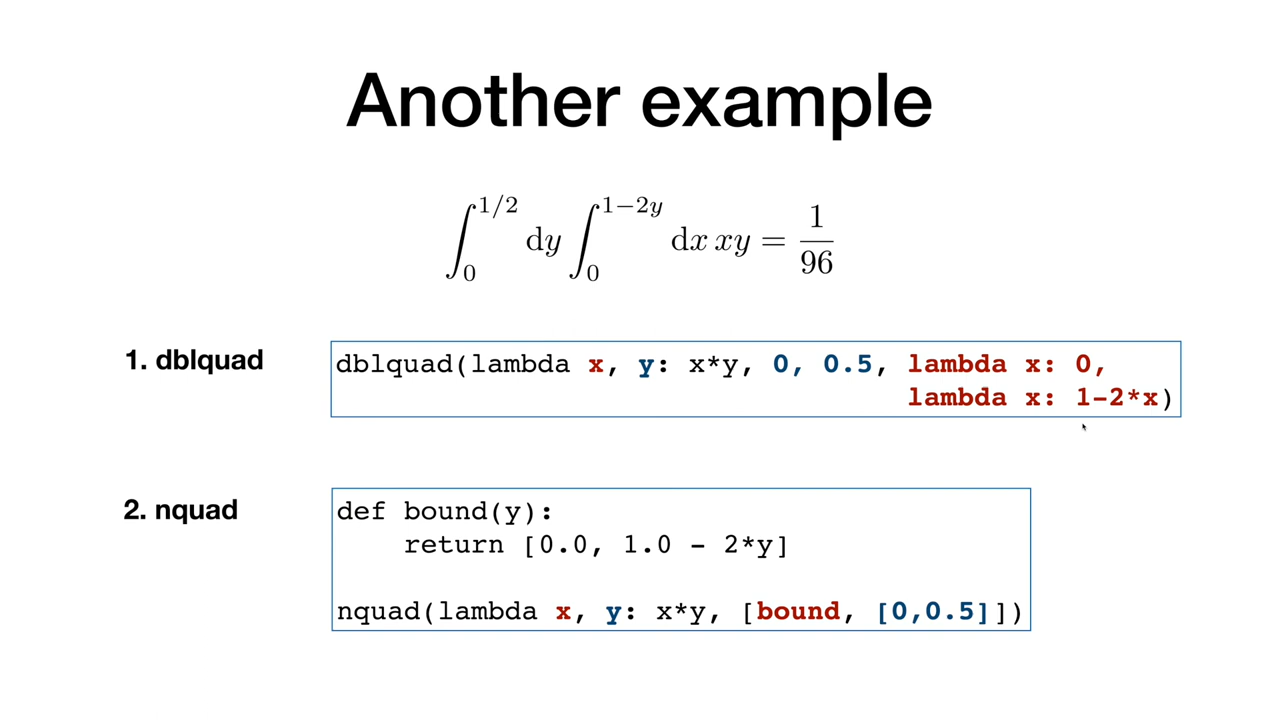 Another example
∫_0^{1/2} dy ∫_0^{1−2y} dx xy = 1/96
1. dblquad
dblquad(lambda x, y: x*y, 0, 0.5, lambda x: 0,
lambda x: 1-2*x)
2. nquad
def bound(y):
    return [0.0, 1.0 - 2*y]
nquad(lambda x, y: x*y, [bound, [0,0.5]])